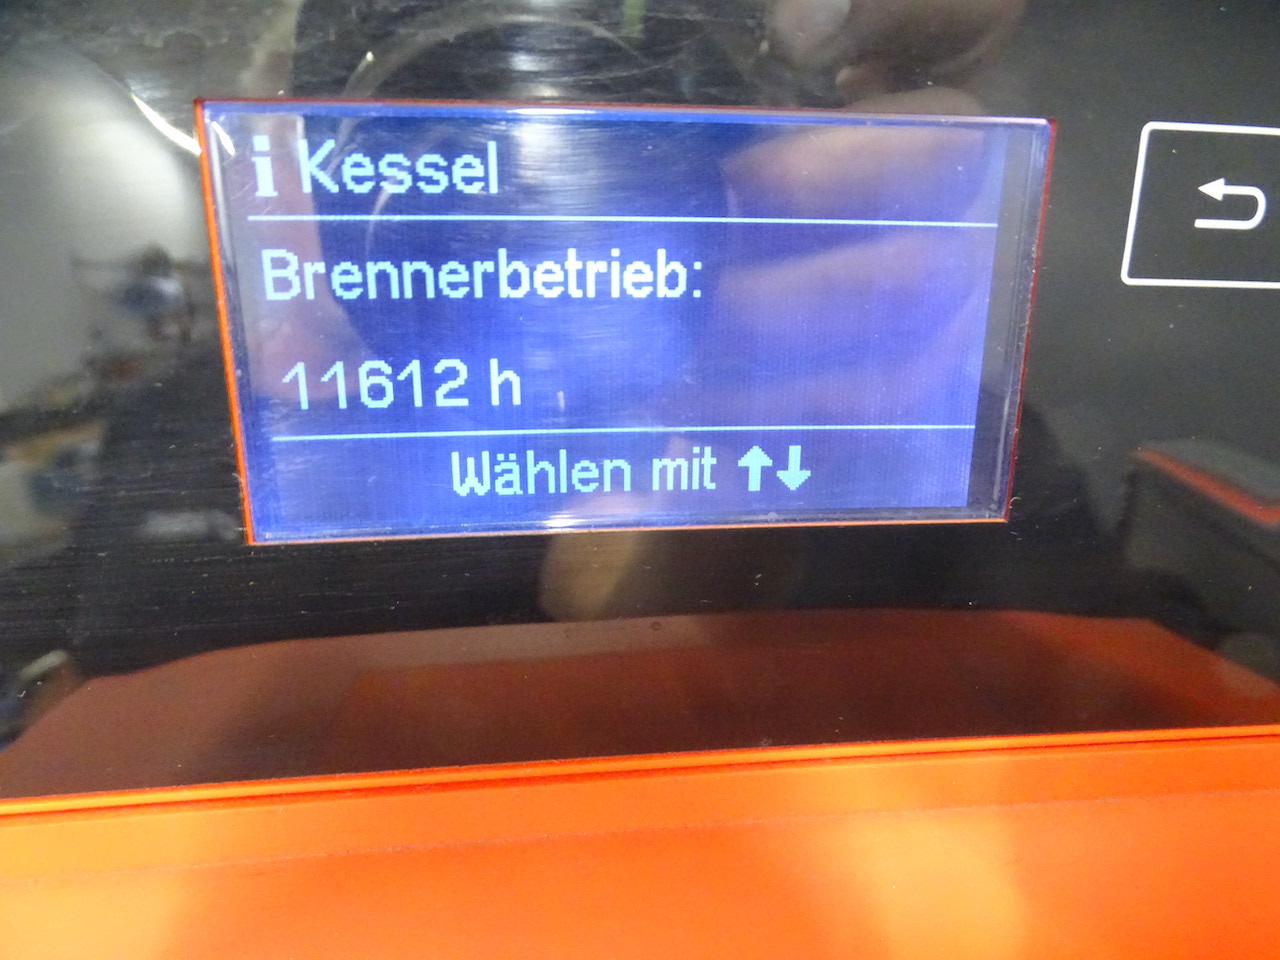 i Kessel
Brennerbetrieb:
11612 h
Wählen mit ↑↓